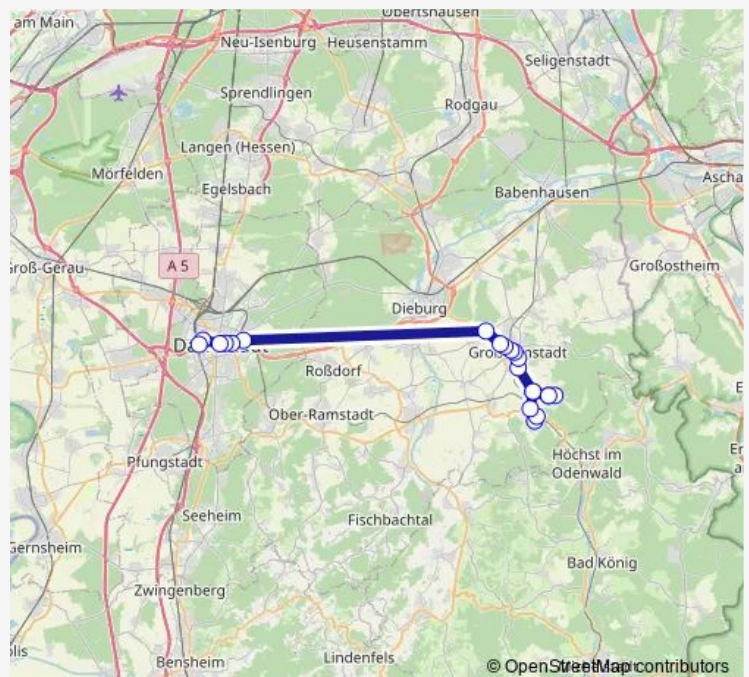 Obertshausen
am Main
Neu-Isenburg
Heusenstamm
Seligenstadt
Sprendlingen
Rodgau
Langen (Hessen)
Mörfelden
Egelsbach
Babenhausen
Ascha
Groß-Gerau
A 5
Großostheim
Dieburg
Roßdorf
Ober-Ramstadt
Pfungstadt
Höchst im
Odenwald
Seeheim
Fischbachtal
Gernsheim
Bad König
Zwingenberg
Bensheim
Lindenfels
© OpenStreetMap contributors